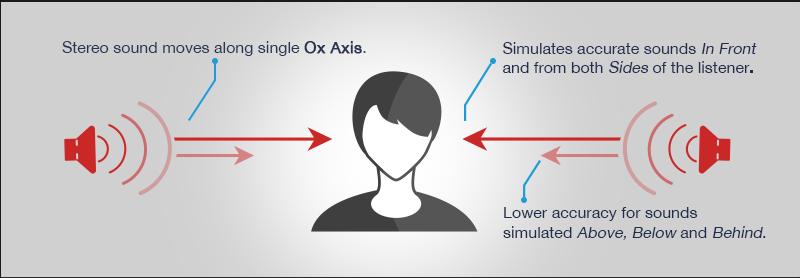 Stereo sound moves along single Ox Axis.
Simulates accurate sounds In Front
and from both Sides of the listener.
Lower accuracy for sounds
simulated Above, Below and Behind.